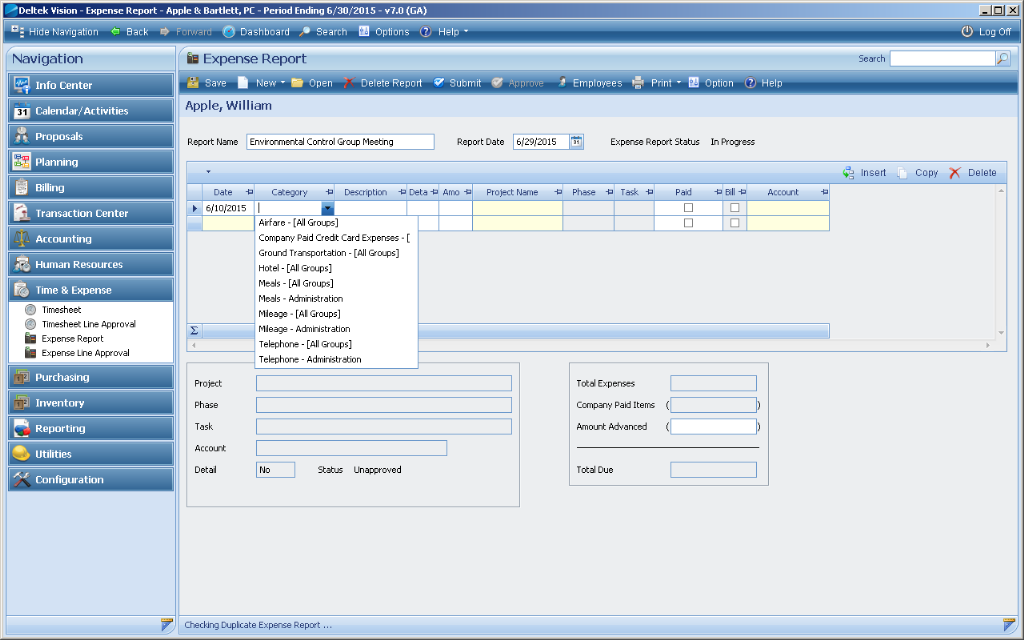 Deltek Vision - Expense Report - Apple & Bartlett, PC - Period Ending 6/30/2015 - v7.0 (GA)
Hide Navigation Back Forward Dashboard Search Options Help Log Off
Navigation
Info Center
31 Calendar/Activities
Proposals
Planning
Billing
Transaction Center
Accounting
Human Resources
Time & Expense
Timesheet
Timesheet Line Approval
Expense Report
Expense Line Approval
Purchasing
Inventory
Reporting
Utilities
Configuration
Expense Report Search
Save New Open Delete Report Submit Approve Employees Print Option Help
Apple, William
Report Name Environmental Control Group Meeting Report Date 6/29/2015 Expense Report Status In Progress
Insert Copy Delete
Date Category Description Deta Amo Project Name Phase Task Paid Bill Account
6/10/2015
Airfare - [All Groups]
Company Paid Credit Card Expenses - [
Ground Transportation - [All Groups]
Hotel - [All Groups]
Meals - [All Groups]
Meals - Administration
Mileage - [All Groups]
Mileage - Administration
Telephone - [All Groups]
Telephone - Administration
Σ
Project
Phase
Task
Account
Detail No Status Unapproved
Total Expenses
Company Paid Items ( )
Amount Advanced ( )
Total Due
Checking Duplicate Expense Report ...